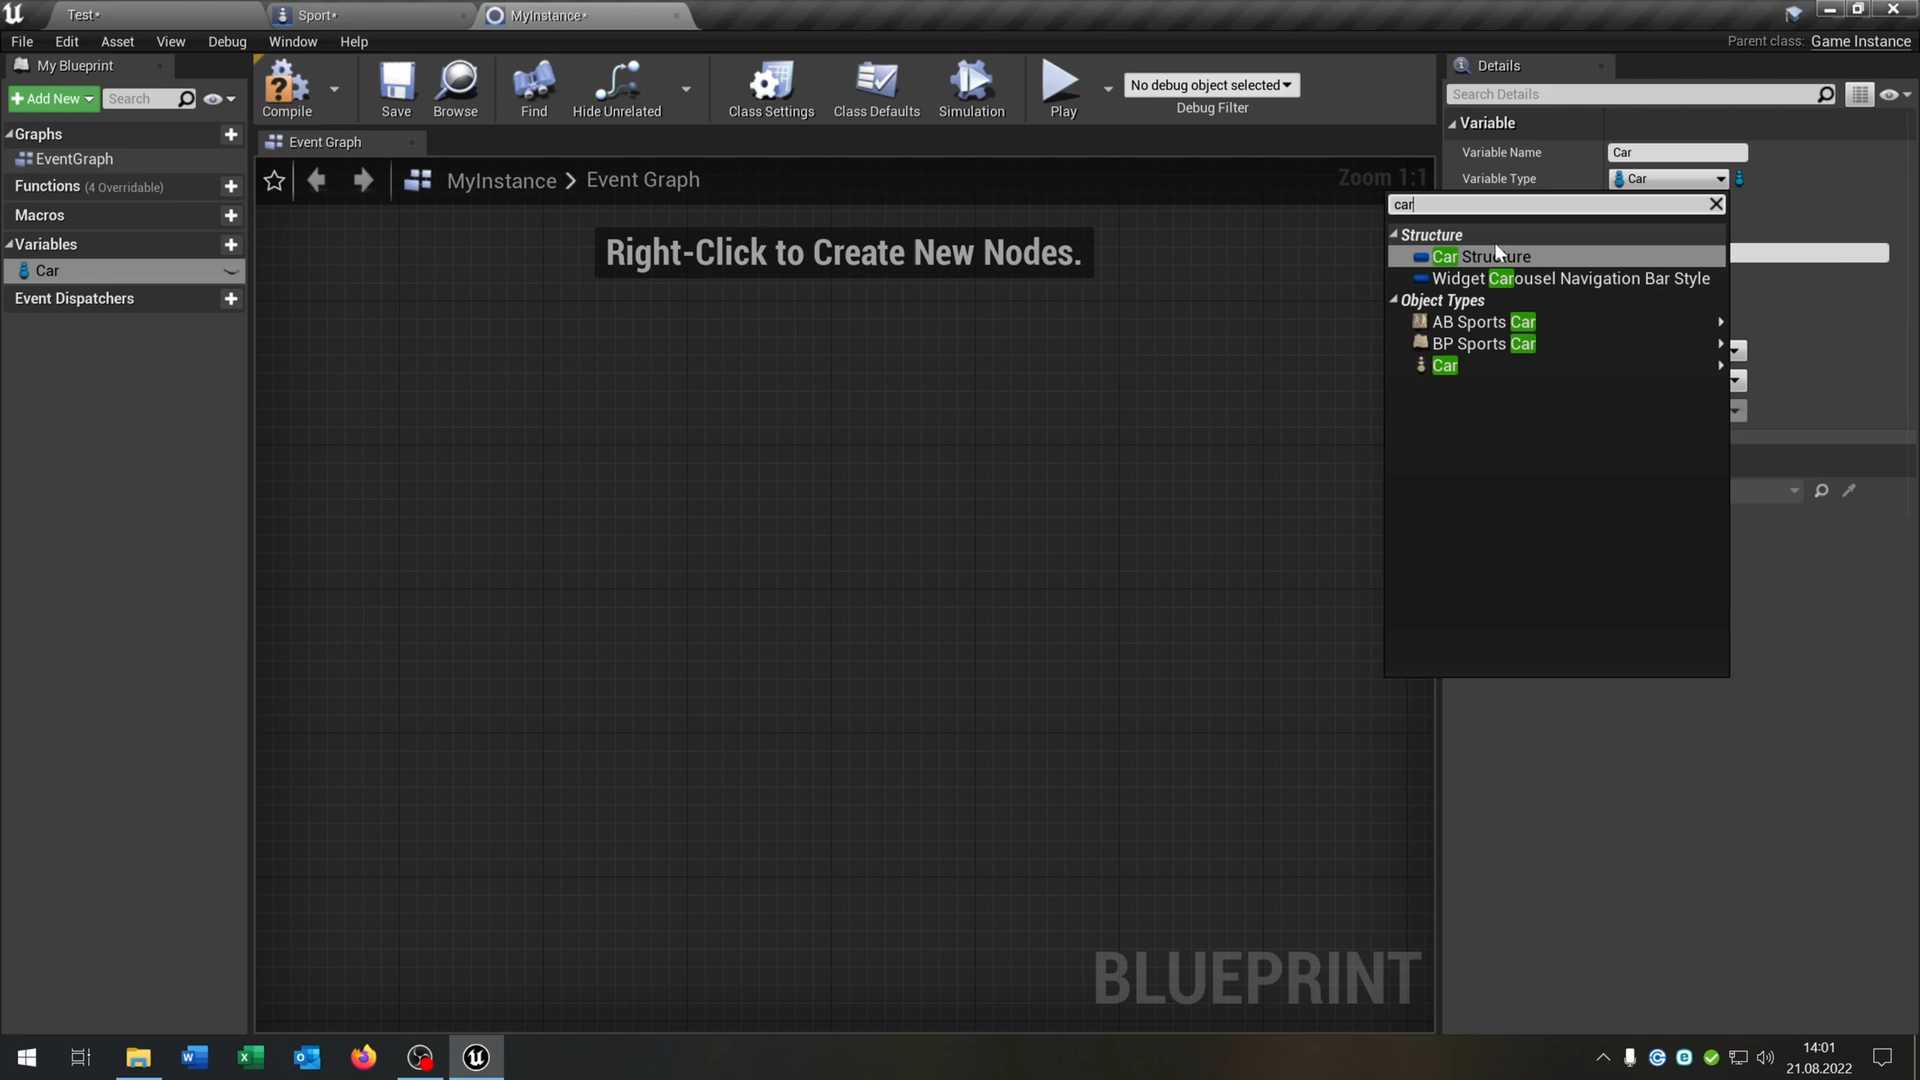 Test*
Sport*
MyInstance*
File Edit Asset View Debug Window Help
Parent class: Game Instance
My Blueprint
+Add New
Search
Graphs
EventGraph
Functions (4 Overridable)
Macros
Variables
Car
Event Dispatchers
Compile
Save
Browse
Find
Hide Unrelated
Class Settings
Class Defaults
Simulation
Play
No debug object selected
Debug Filter
Event Graph
MyInstance > Event Graph
Zoom 1:1
Right-Click to Create New Nodes.
BLUEPRINT
Details
Search Details
Variable
Variable Name Car
Variable Type Car
car
Structure
Car Structure
Widget Carousel Navigation Bar Style
Object Types
AB Sports Car
BP Sports Car
Car
14:01
21.08.2022